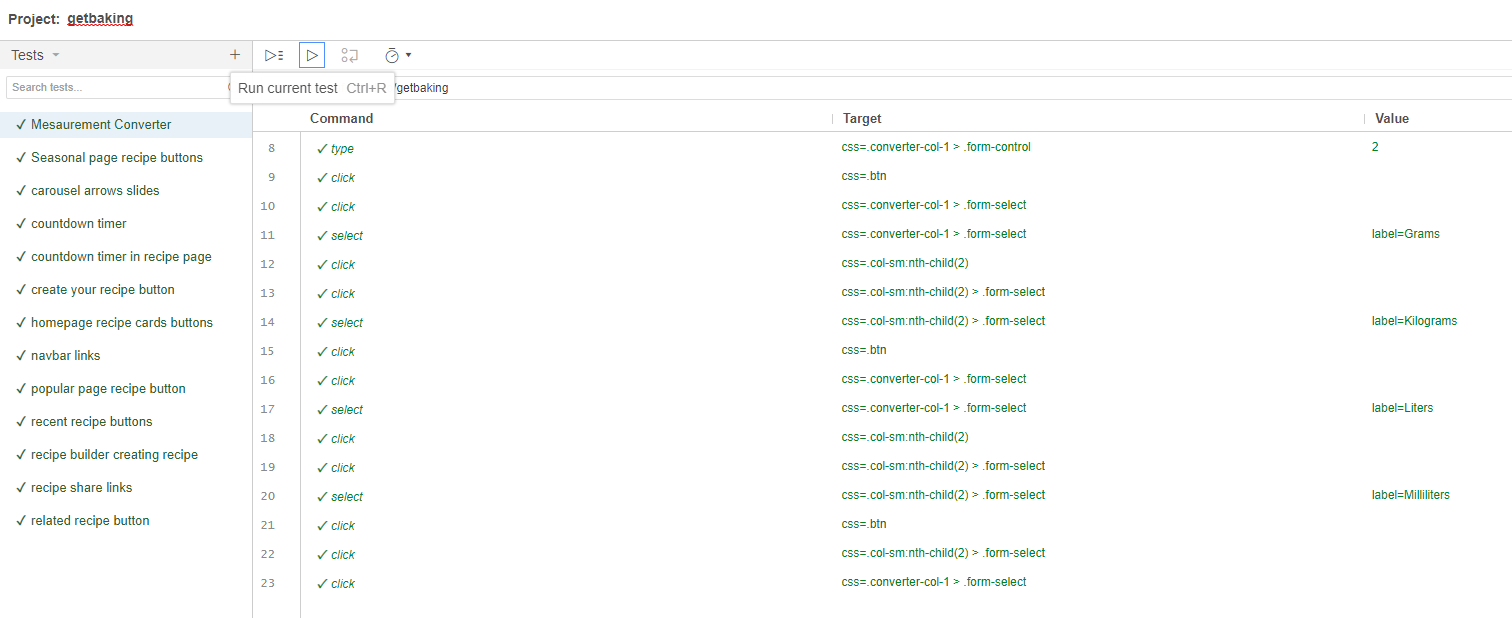 Project: getbaking
Tests
Search tests...
Run current test Ctrl+R
/getbaking
Mesaurement Converter
Seasonal page recipe buttons
carousel arrows slides
countdown timer
countdown timer in recipe page
create your recipe button
homepage recipe cards buttons
navbar links
popular page recipe button
recent recipe buttons
recipe builder creating recipe
recipe share links
related recipe button
Command Target Value
8 type css=.converter-col-1 > .form-control 2
9 click css=.btn
10 click css=.converter-col-1 > .form-select
11 select css=.converter-col-1 > .form-select label=Grams
12 click css=.col-sm:nth-child(2)
13 click css=.col-sm:nth-child(2) > .form-select
14 select css=.col-sm:nth-child(2) > .form-select label=Kilograms
15 click css=.btn
16 click css=.converter-col-1 > .form-select
17 select css=.converter-col-1 > .form-select label=Liters
18 click css=.col-sm:nth-child(2)
19 click css=.col-sm:nth-child(2) > .form-select
20 select css=.col-sm:nth-child(2) > .form-select label=Milliliters
21 click css=.btn
22 click css=.col-sm:nth-child(2) > .form-select
23 click css=.converter-col-1 > .form-select